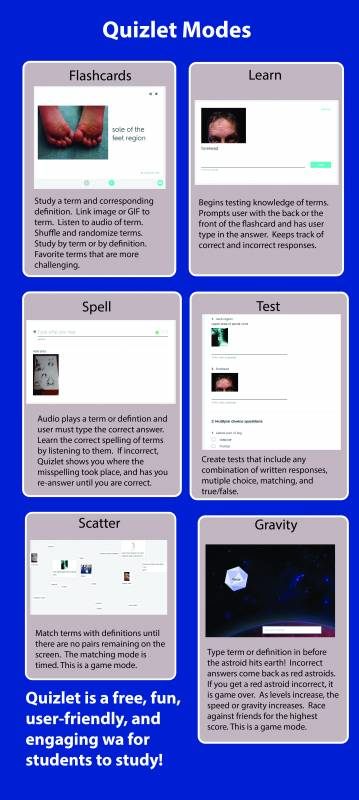 Quizlet Modes
Flashcards
sole of the
feet region
Study a term and corresponding
definition. Link image or GIF to
term. Listen to audio of term.
Shuffle and randomize terms.
Study by term or by definition.
Favorite terms that are more
challenging.
Learn
forehead
Begins testing knowledge of terms.
Prompts user with the back or the
front of the flashcard and has user
type in the answer. Keeps track of
correct and incorrect responses.
Spell
Type what you hear
Audio plays a term or defintion and
user must type the correct answer.
Learn the correct spelling of terms
by listening to them. If incorrect,
Quizlet shows you where the
misspelling took place, and has you
re-answer until you are correct.
Test
2 Multiple choice questions
Create tests that include any
combination of written responses,
mutiple choice, matching, and
true/false.
Scatter
Match terms with definitions until
there are no pairs remaining on the
screen. The matching mode is
timed. This is a game mode.
Gravity
Type term or definition in before
the astroid hits earth! Incorrect
answers come back as red astroids.
If you get a red astroid incorrect, it
is game over. As levels increase, the
speed or gravity increases. Race
against friends for the highest
score. This is a game mode.
Quizlet is a free, fun,
user-friendly, and
engaging wa for
students to study!